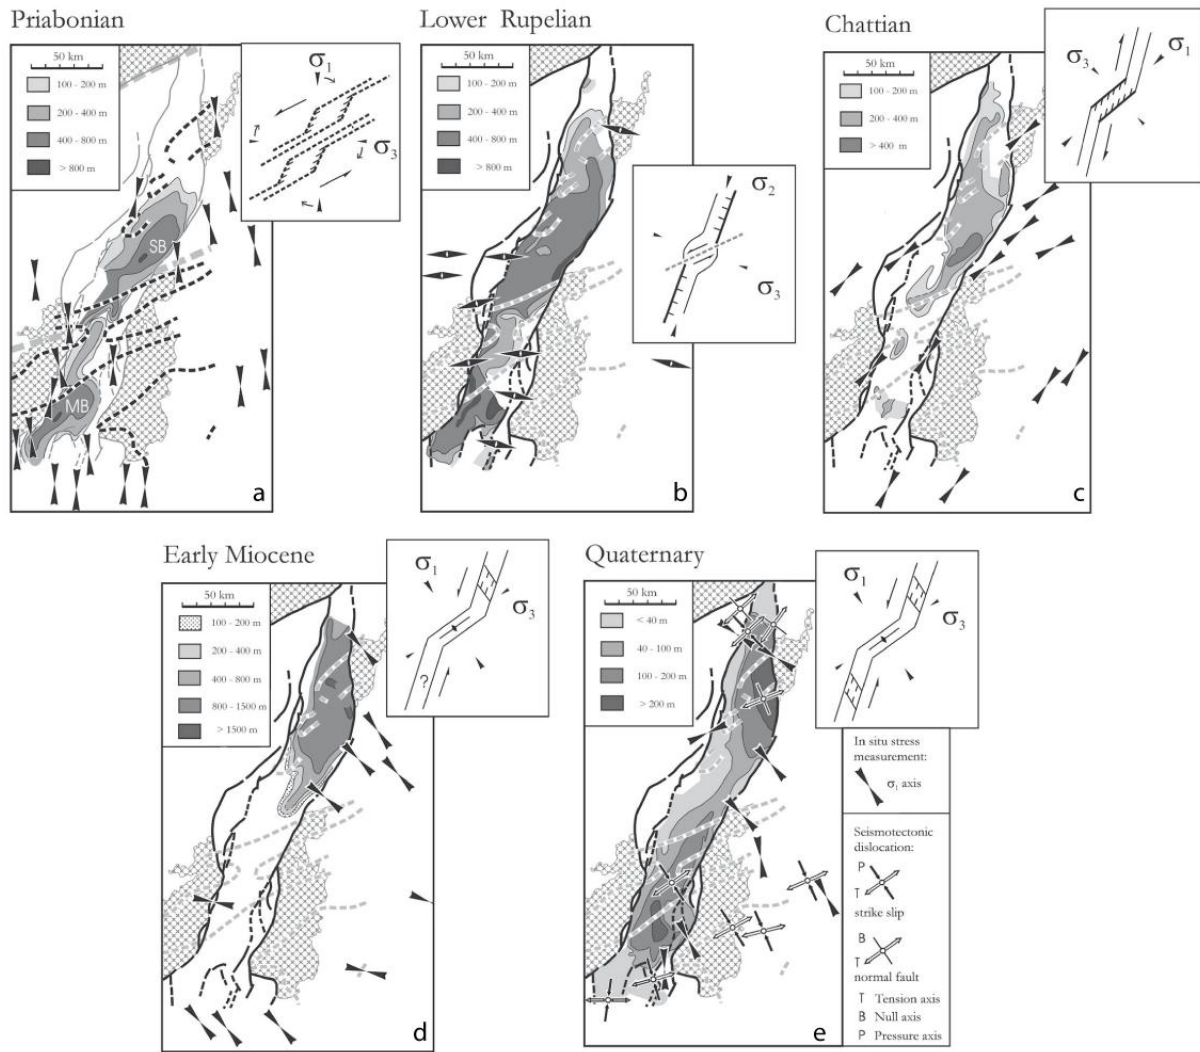 Priabonian
50 km
100 - 200 m
200 - 400 m
400 - 800 m
> 800 m
σ1
σ3
SB
MB
a
Lower Rupelian
50 km
100 - 200 m
200 - 400 m
400 - 800 m
> 800 m
σ2
σ3
b
Chattian
50 km
100 - 200 m
200 - 400 m
> 400 m
σ3
σ1
c
Early Miocene
50 km
100 - 200 m
200 - 400 m
400 - 800 m
800 - 1500 m
> 1500 m
σ1
σ3
?
d
Quaternary
50 km
< 40 m
40 - 100 m
100 - 200 m
> 200 m
σ1
σ3
e
In situ stress
measurement:
σ1 axis
Seismotectonic
dislocation:
P
T
strike slip
B
T
normal fault
T Tension axis
B Null axis
P Pressure axis